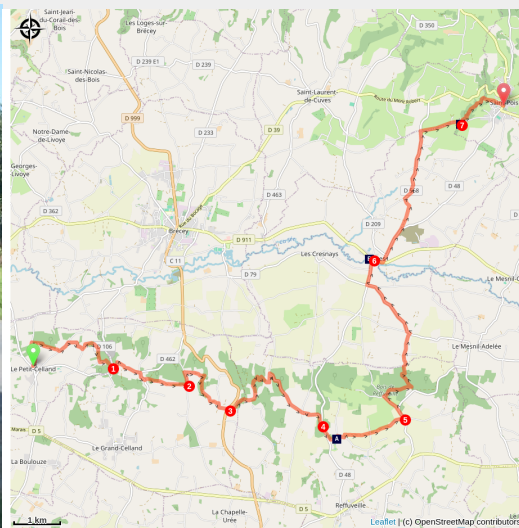 Saint-Jean-
du-Corail-des-
Bois
Les Loges-sur-
Brécey
D 350
D 239 E1
D 239
Saint-Nicolas-
des-Bois
Saint-Laurent-
de-Cuves
Saint-Pois
7
D 999
D 233
D 39
Notre-Dame-
de-Livoye
Georges-
Livoye
D 463
D 48
D 362
D 209
Brécey
D 911
C 11
Les Cresnays
6
D 79
Le Mesnil-G
D 106
D 462
Le Mesnil-Adelée
Le Petit-Celland
1
2
3
4
A
5
D 5
Le Grand-Celland
La Boulouze
D 48
Reffuveille
D 5
La Chapelle-
Urée
1 km
Leaflet | (c) OpenStreetMap contributo